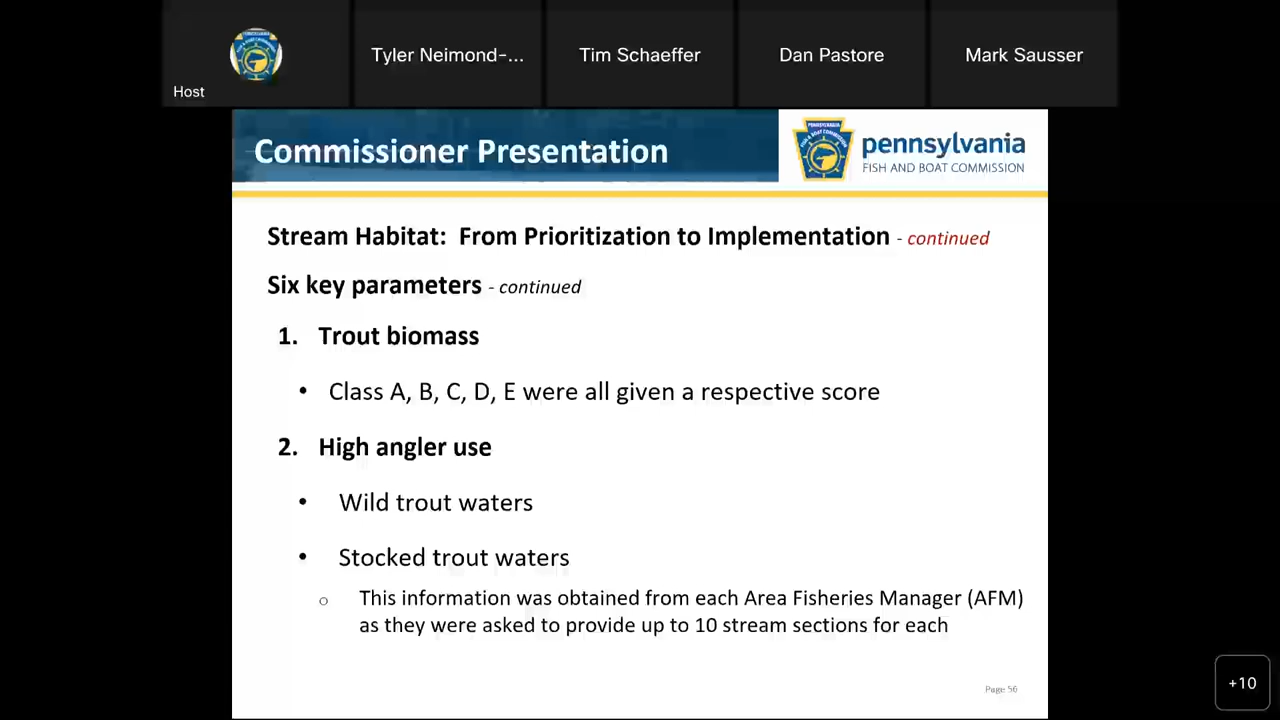 Host
Tyler Neimond-...
Tim Schaeffer
Dan Pastore
Mark Sausser
Commissioner Presentation
PENNSYLVANIA
pennsylvania
FISH AND BOAT COMMISSION
Stream Habitat: From Prioritization to Implementation - continued
Six key parameters - continued
1. Trout biomass
• Class A, B, C, D, E were all given a respective score
2. High angler use
• Wild trout waters
• Stocked trout waters
o This information was obtained from each Area Fisheries Manager (AFM)
as they were asked to provide up to 10 stream sections for each
Page 56
+10